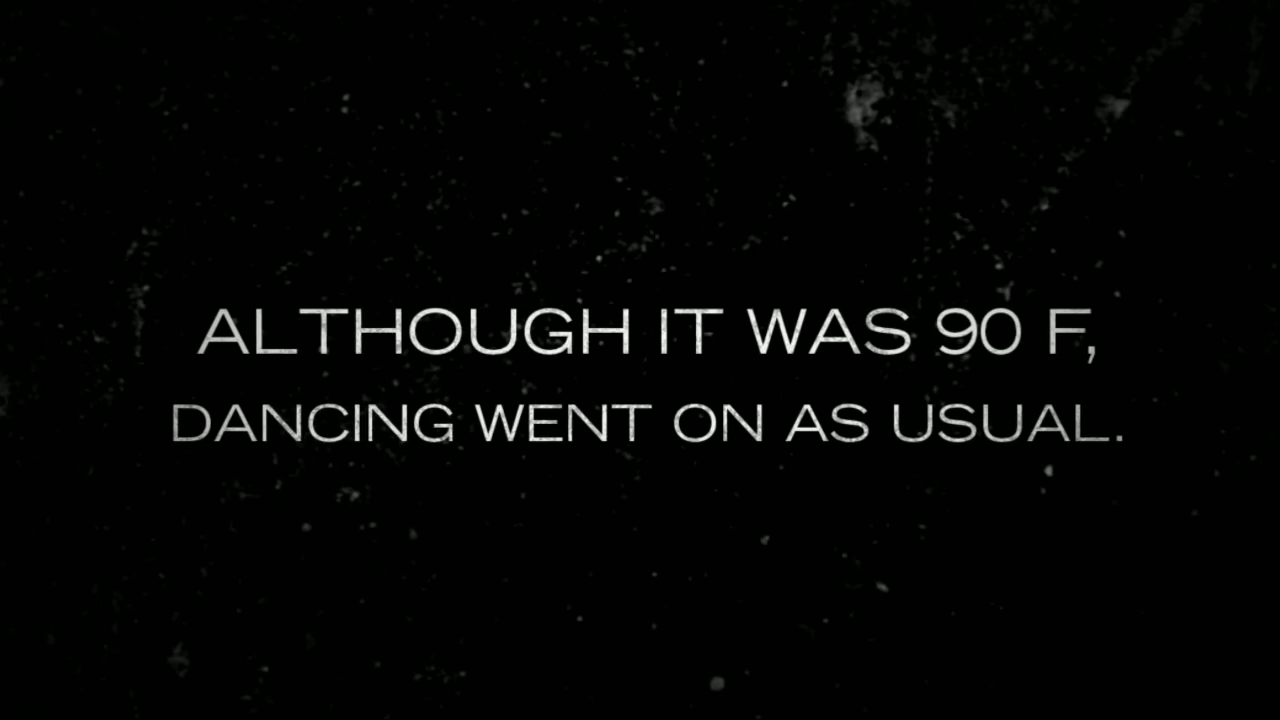 ALTHOUGH IT WAS 90 F,
DANCING WENT ON AS USUAL.